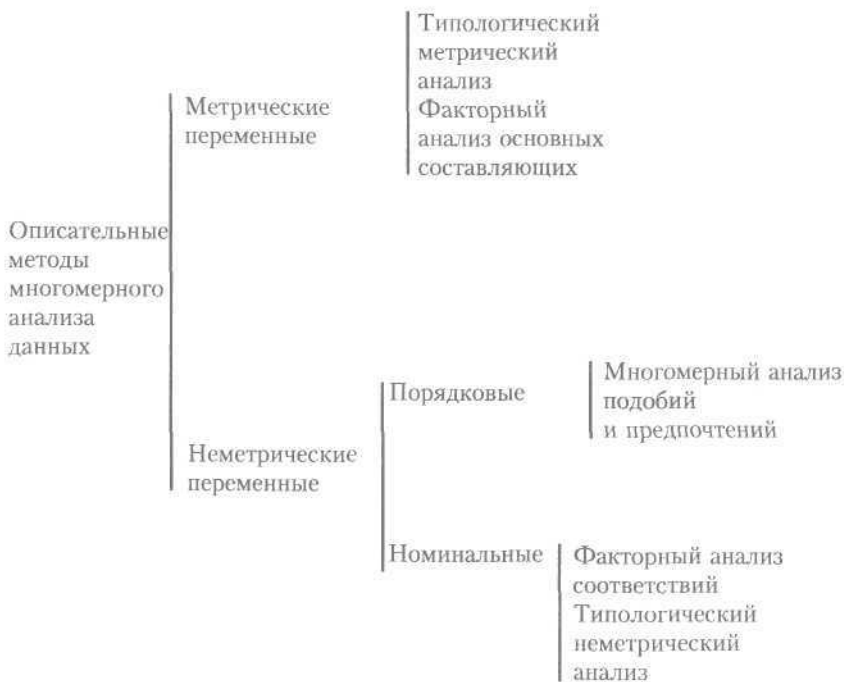 Типологический
метрический
анализ
Факторный
анализ основных
составляющих
Метрические
переменные
Описательные
методы
многомерного
анализа
данных
Неметрические
переменные
Порядковые
Многомерный анализ
подобий
и предпочтений
Номинальные
Факторный анализ
соответствий
Типологический
неметрический
анализ